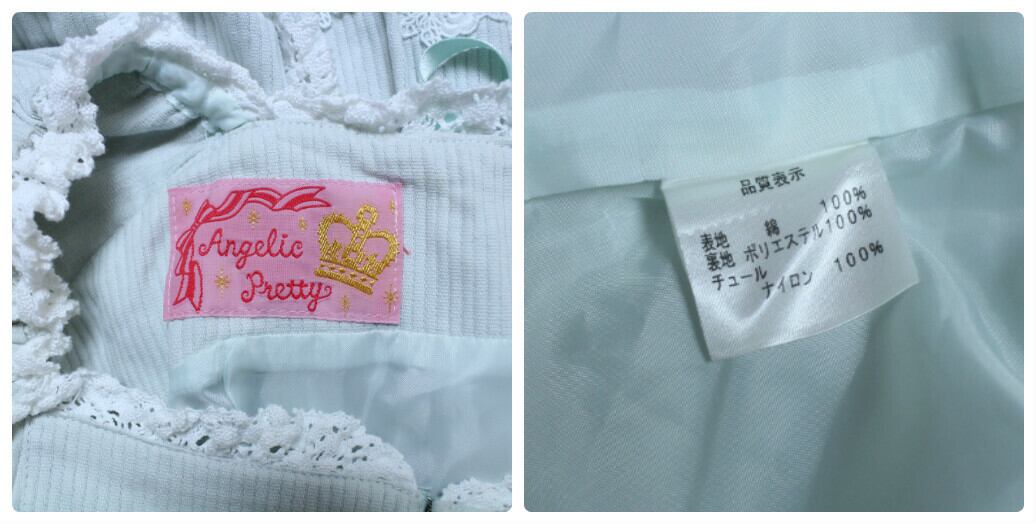 Angelic
Pretty
品質表示
表地 綿 100%
裏地 ポリエステル100%
チュール
ナイロン 100%